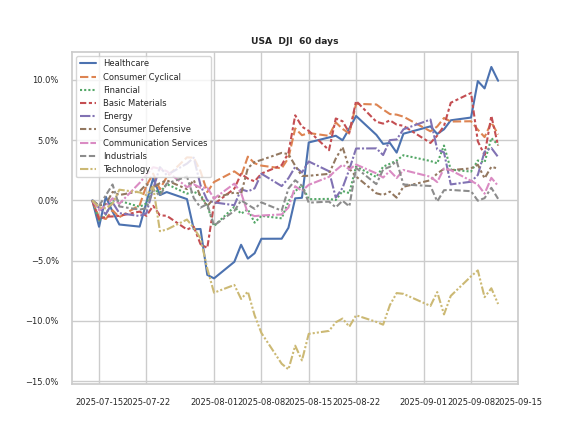 USA DJI 60 days
Healthcare
Consumer Cyclical
Financial
Basic Materials
Energy
Consumer Defensive
Communication Services
Industrials
Technology
10.0%
5.0%
0.0%
−5.0%
−10.0%
−15.0%
2025-07-15 2025-07-22 2025-08-01 2025-08-08 2025-08-15 2025-08-22 2025-09-01 2025-09-08 2025-09-15